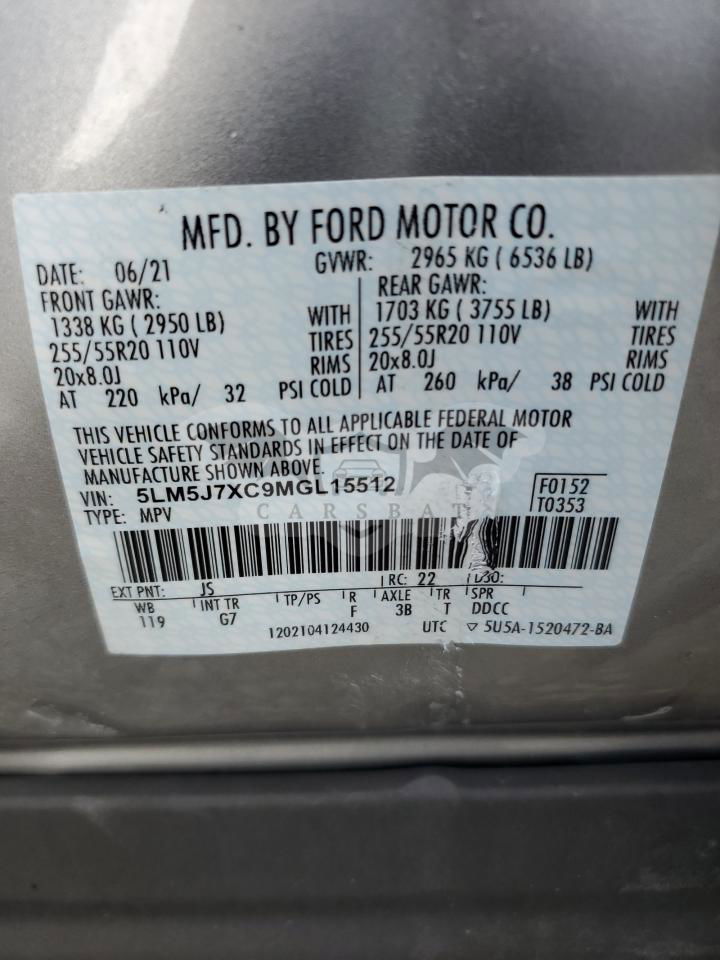 MFD. BY FORD MOTOR CO.
DATE: 06/21 GVWR: 2965 KG ( 6536 LB)
FRONT GAWR: REAR GAWR:
1338 KG ( 2950 LB) WITH 1703 KG ( 3755 LB) WITH
255/55R20 110V TIRES 255/55R20 110V TIRES
20x8.0J RIMS 20x8.0J RIMS
AT 220 kPa/ 32 PSI COLD AT 260 kPa/ 38 PSI COLD
THIS VEHICLE CONFORMS TO ALL APPLICABLE FEDERAL MOTOR
VEHICLE SAFETY STANDARDS IN EFFECT ON THE DATE OF
MANUFACTURE SHOWN ABOVE.
VIN: 5LM5J7XC9MGL15512 F0152
TYPE: MPV T0353
CARSBAT
EXT PNT: JS RC: 22 DSO:
WB INT TR TP/PS R AXLE TR SPR
119 G7 F 3B T DDCC
1202104124430 UTC ▽ 5U5A-1520472-BA